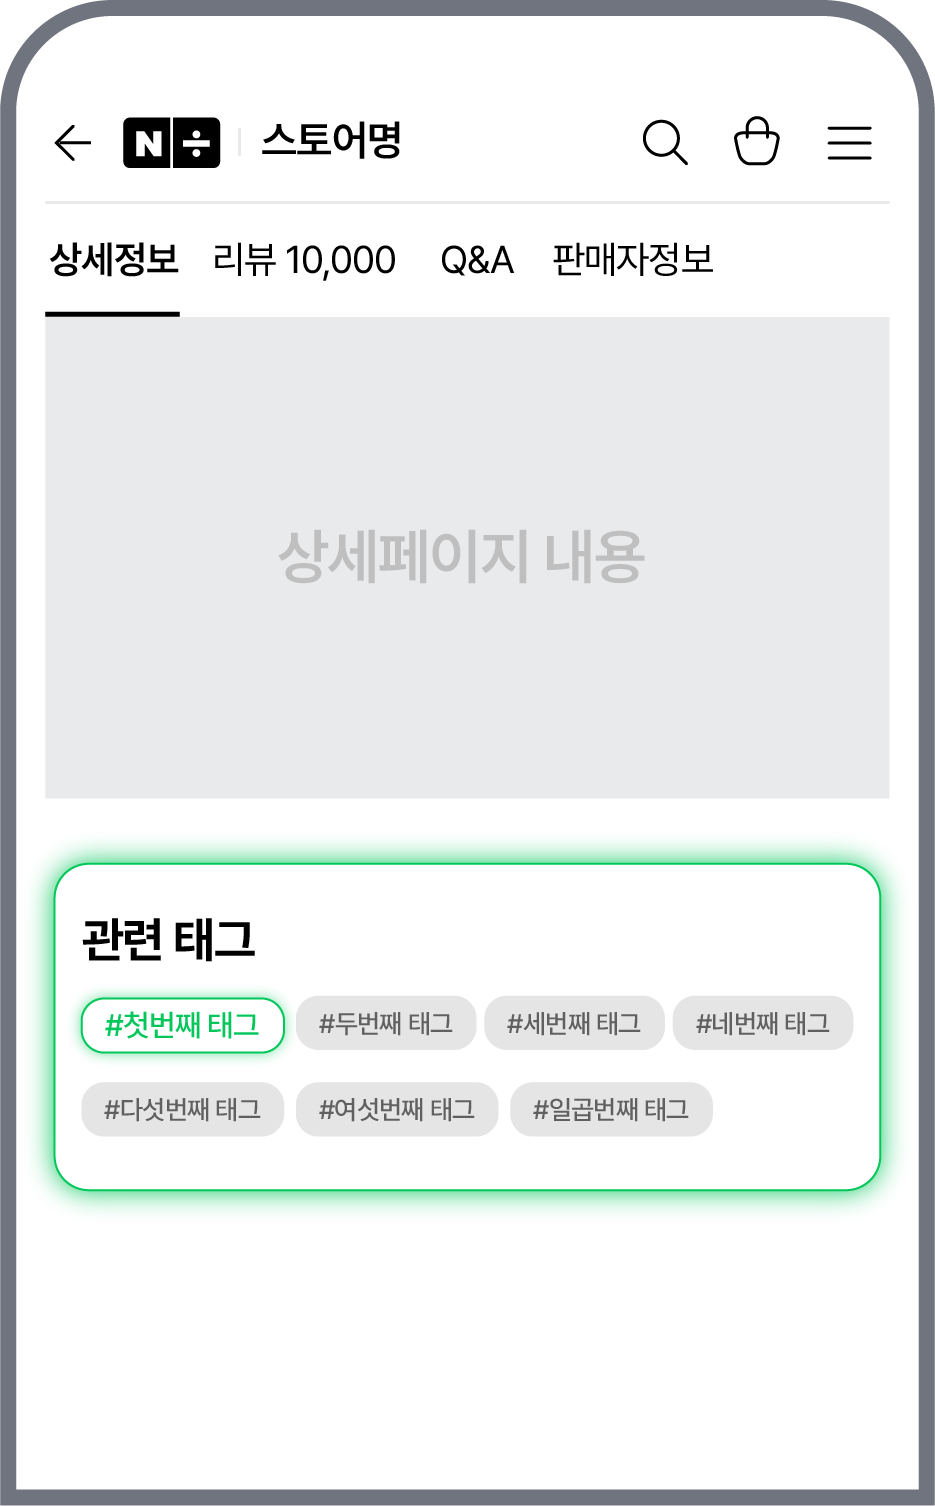 N÷ 스토어명
상세정보 리뷰 10,000 Q&A 판매자정보
상세페이지 내용
관련 태그
#첫번째 태그 #두번째 태그 #세번째 태그 #네번째 태그
#다섯번째 태그 #여섯번째 태그 #일곱번째 태그